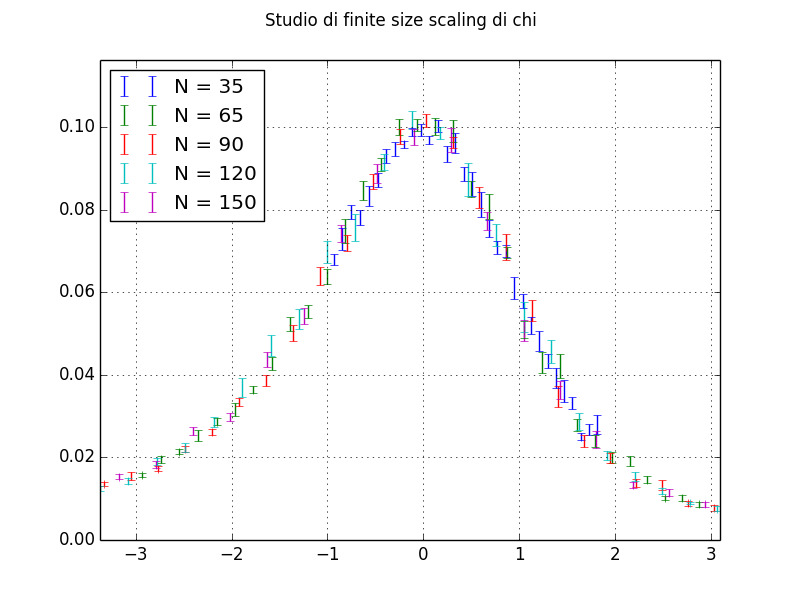 Studio di finite size scaling di chi
N = 35
N = 65
N = 90
N = 120
N = 150
0.10
0.08
0.06
0.04
0.02
0.00
−3 −2 −1 0 1 2 3